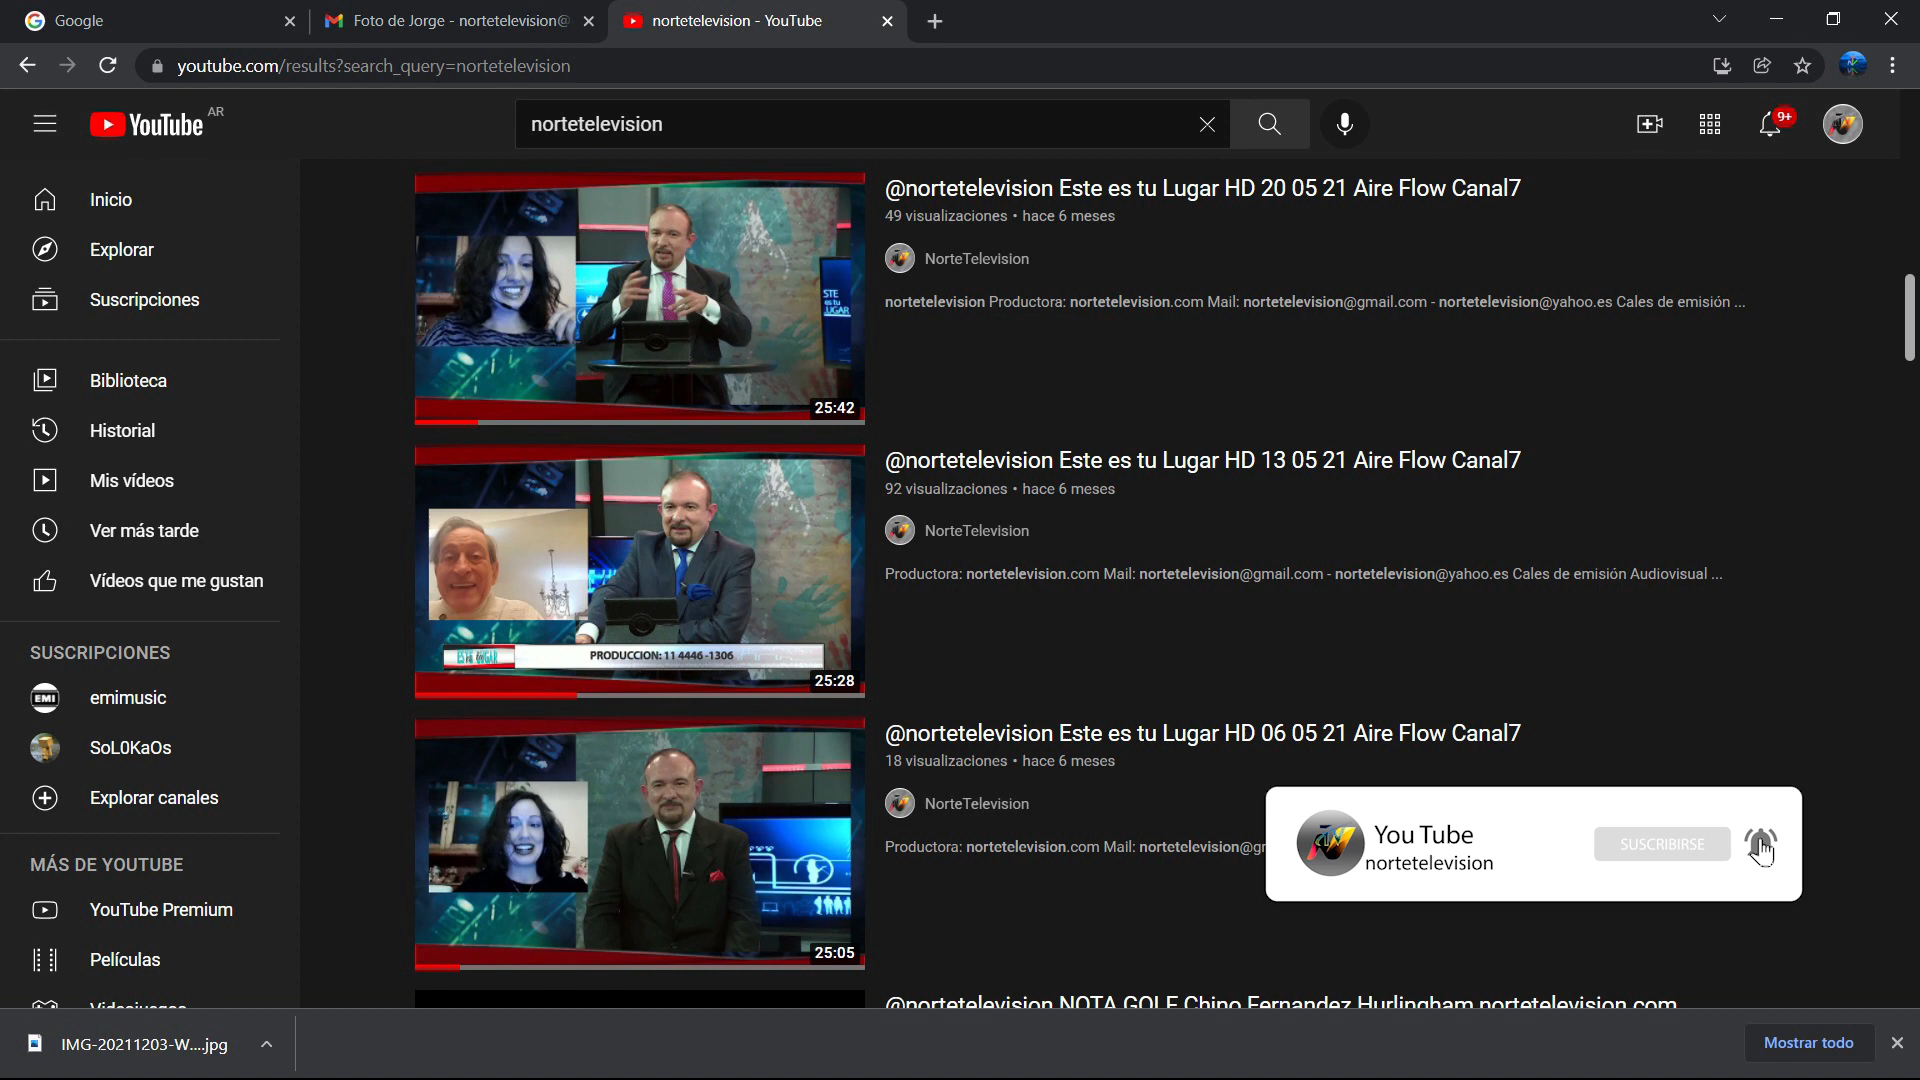 Google
Foto de Jorge - nortetelevision@
nortetelevision - YouTube
youtube.com/results?search_query=nortetelevision
YouTube AR
nortetelevision
9+
Inicio
Explorar
Suscripciones
Biblioteca
Historial
Mis vídeos
Ver más tarde
Vídeos que me gustan
SUSCRIPCIONES
EMI
emimusic
SoL0KaOs
Explorar canales
MÁS DE YOUTUBE
YouTube Premium
Películas
Videojuegos
ESTE
es tu
LUGAR
25:42
@nortetelevision Este es tu Lugar HD 20 05 21 Aire Flow Canal7
49 visualizaciones • hace 6 meses
NorteTelevision
nortetelevision Productora: nortetelevision.com Mail: nortetelevision@gmail.com - nortetelevision@yahoo.es Cales de emisión ...
PRODUCCION: 11 4446 -1306
25:28
@nortetelevision Este es tu Lugar HD 13 05 21 Aire Flow Canal7
92 visualizaciones • hace 6 meses
NorteTelevision
Productora: nortetelevision.com Mail: nortetelevision@gmail.com - nortetelevision@yahoo.es Cales de emisión Audiovisual ...
25:05
@nortetelevision Este es tu Lugar HD 06 05 21 Aire Flow Canal7
18 visualizaciones • hace 6 meses
NorteTelevision
Productora: nortetelevision.com Mail: nortetelevision@gm
You Tube
nortetelevision
SUSCRIBIRSE
@nortetelevision NOTA GOLF Chino Fernandez Hurlingham nortetelevision.com
IMG-20211203-W....jpg
Mostrar todo